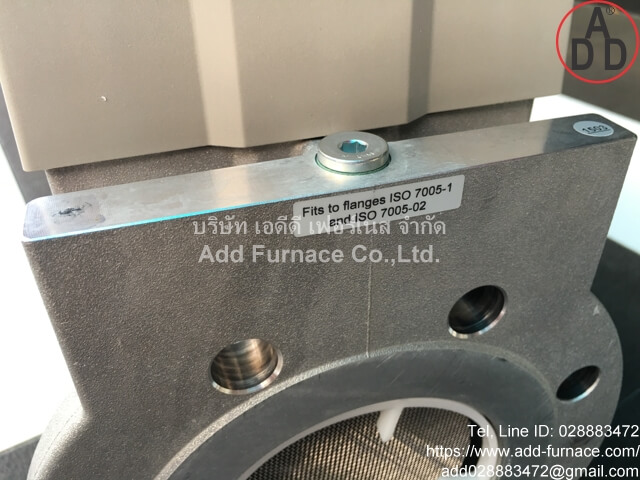 ADD
®
1503
Fits to flanges ISO 7005-1
and ISO 7005-02
บริษัท เอดีดี เฟอร์เนส จำกัด
Add Furnace Co.,Ltd.
Tel, Line ID: 028883472
https://www.add-furnace.com
add028883472@gmail.com